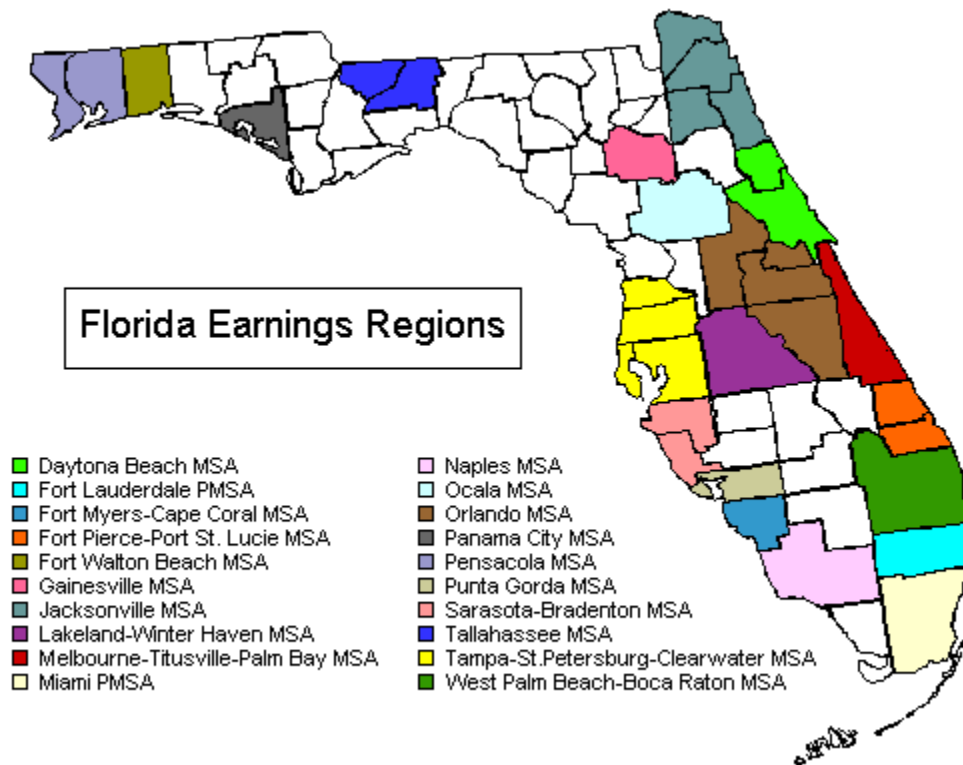 Florida Earnings Regions
Daytona Beach MSA
Fort Lauderdale PMSA
Fort Myers-Cape Coral MSA
Fort Pierce-Port St. Lucie MSA
Fort Walton Beach MSA
Gainesville MSA
Jacksonville MSA
Lakeland-Winter Haven MSA
Melbourne-Titusville-Palm Bay MSA
Miami PMSA
Naples MSA
Ocala MSA
Orlando MSA
Panama City MSA
Pensacola MSA
Punta Gorda MSA
Sarasota-Bradenton MSA
Tallahassee MSA
Tampa-St.Petersburg-Clearwater MSA
West Palm Beach-Boca Raton MSA